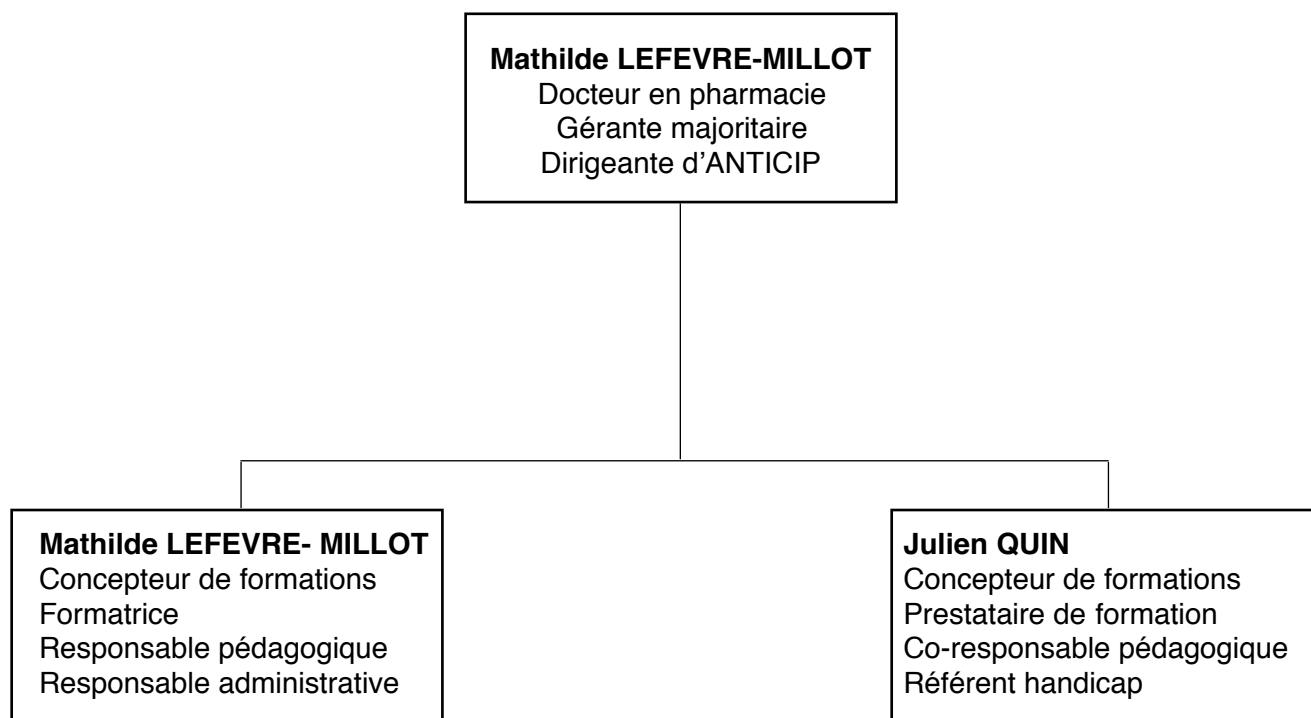 Mathilde LEFEVRE-MILLOT
Docteur en pharmacie
Gérante majoritaire
Dirigeante d’ANTICIP
Mathilde LEFEVRE- MILLOT
Concepteur de formations
Formatrice
Responsable pédagogique
Responsable administrative
Julien QUIN
Concepteur de formations
Prestataire de formation
Co-responsable pédagogique
Référent handicap